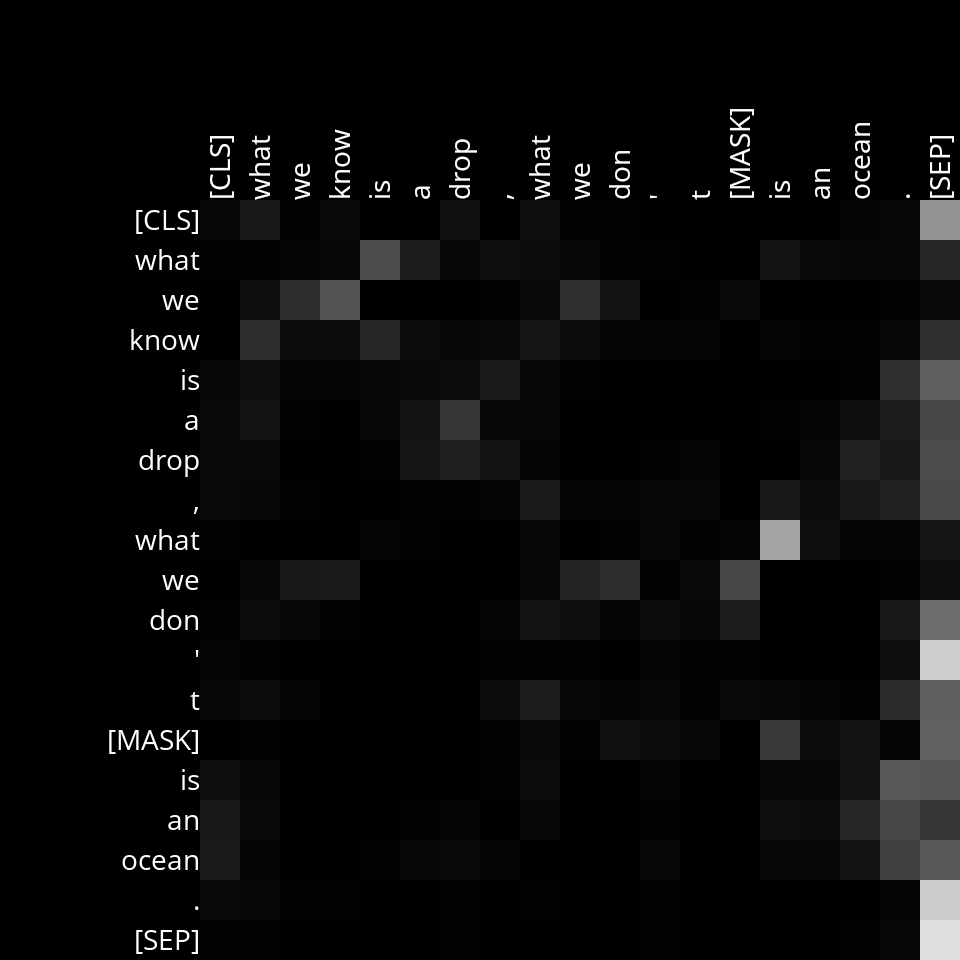 [CLS] what we know is a drop , what we don ' t [MASK] is an ocean . [SEP]
[CLS]
what
we
know
is
a
drop
,
what
we
don
'
t
[MASK]
is
an
ocean
.
[SEP]